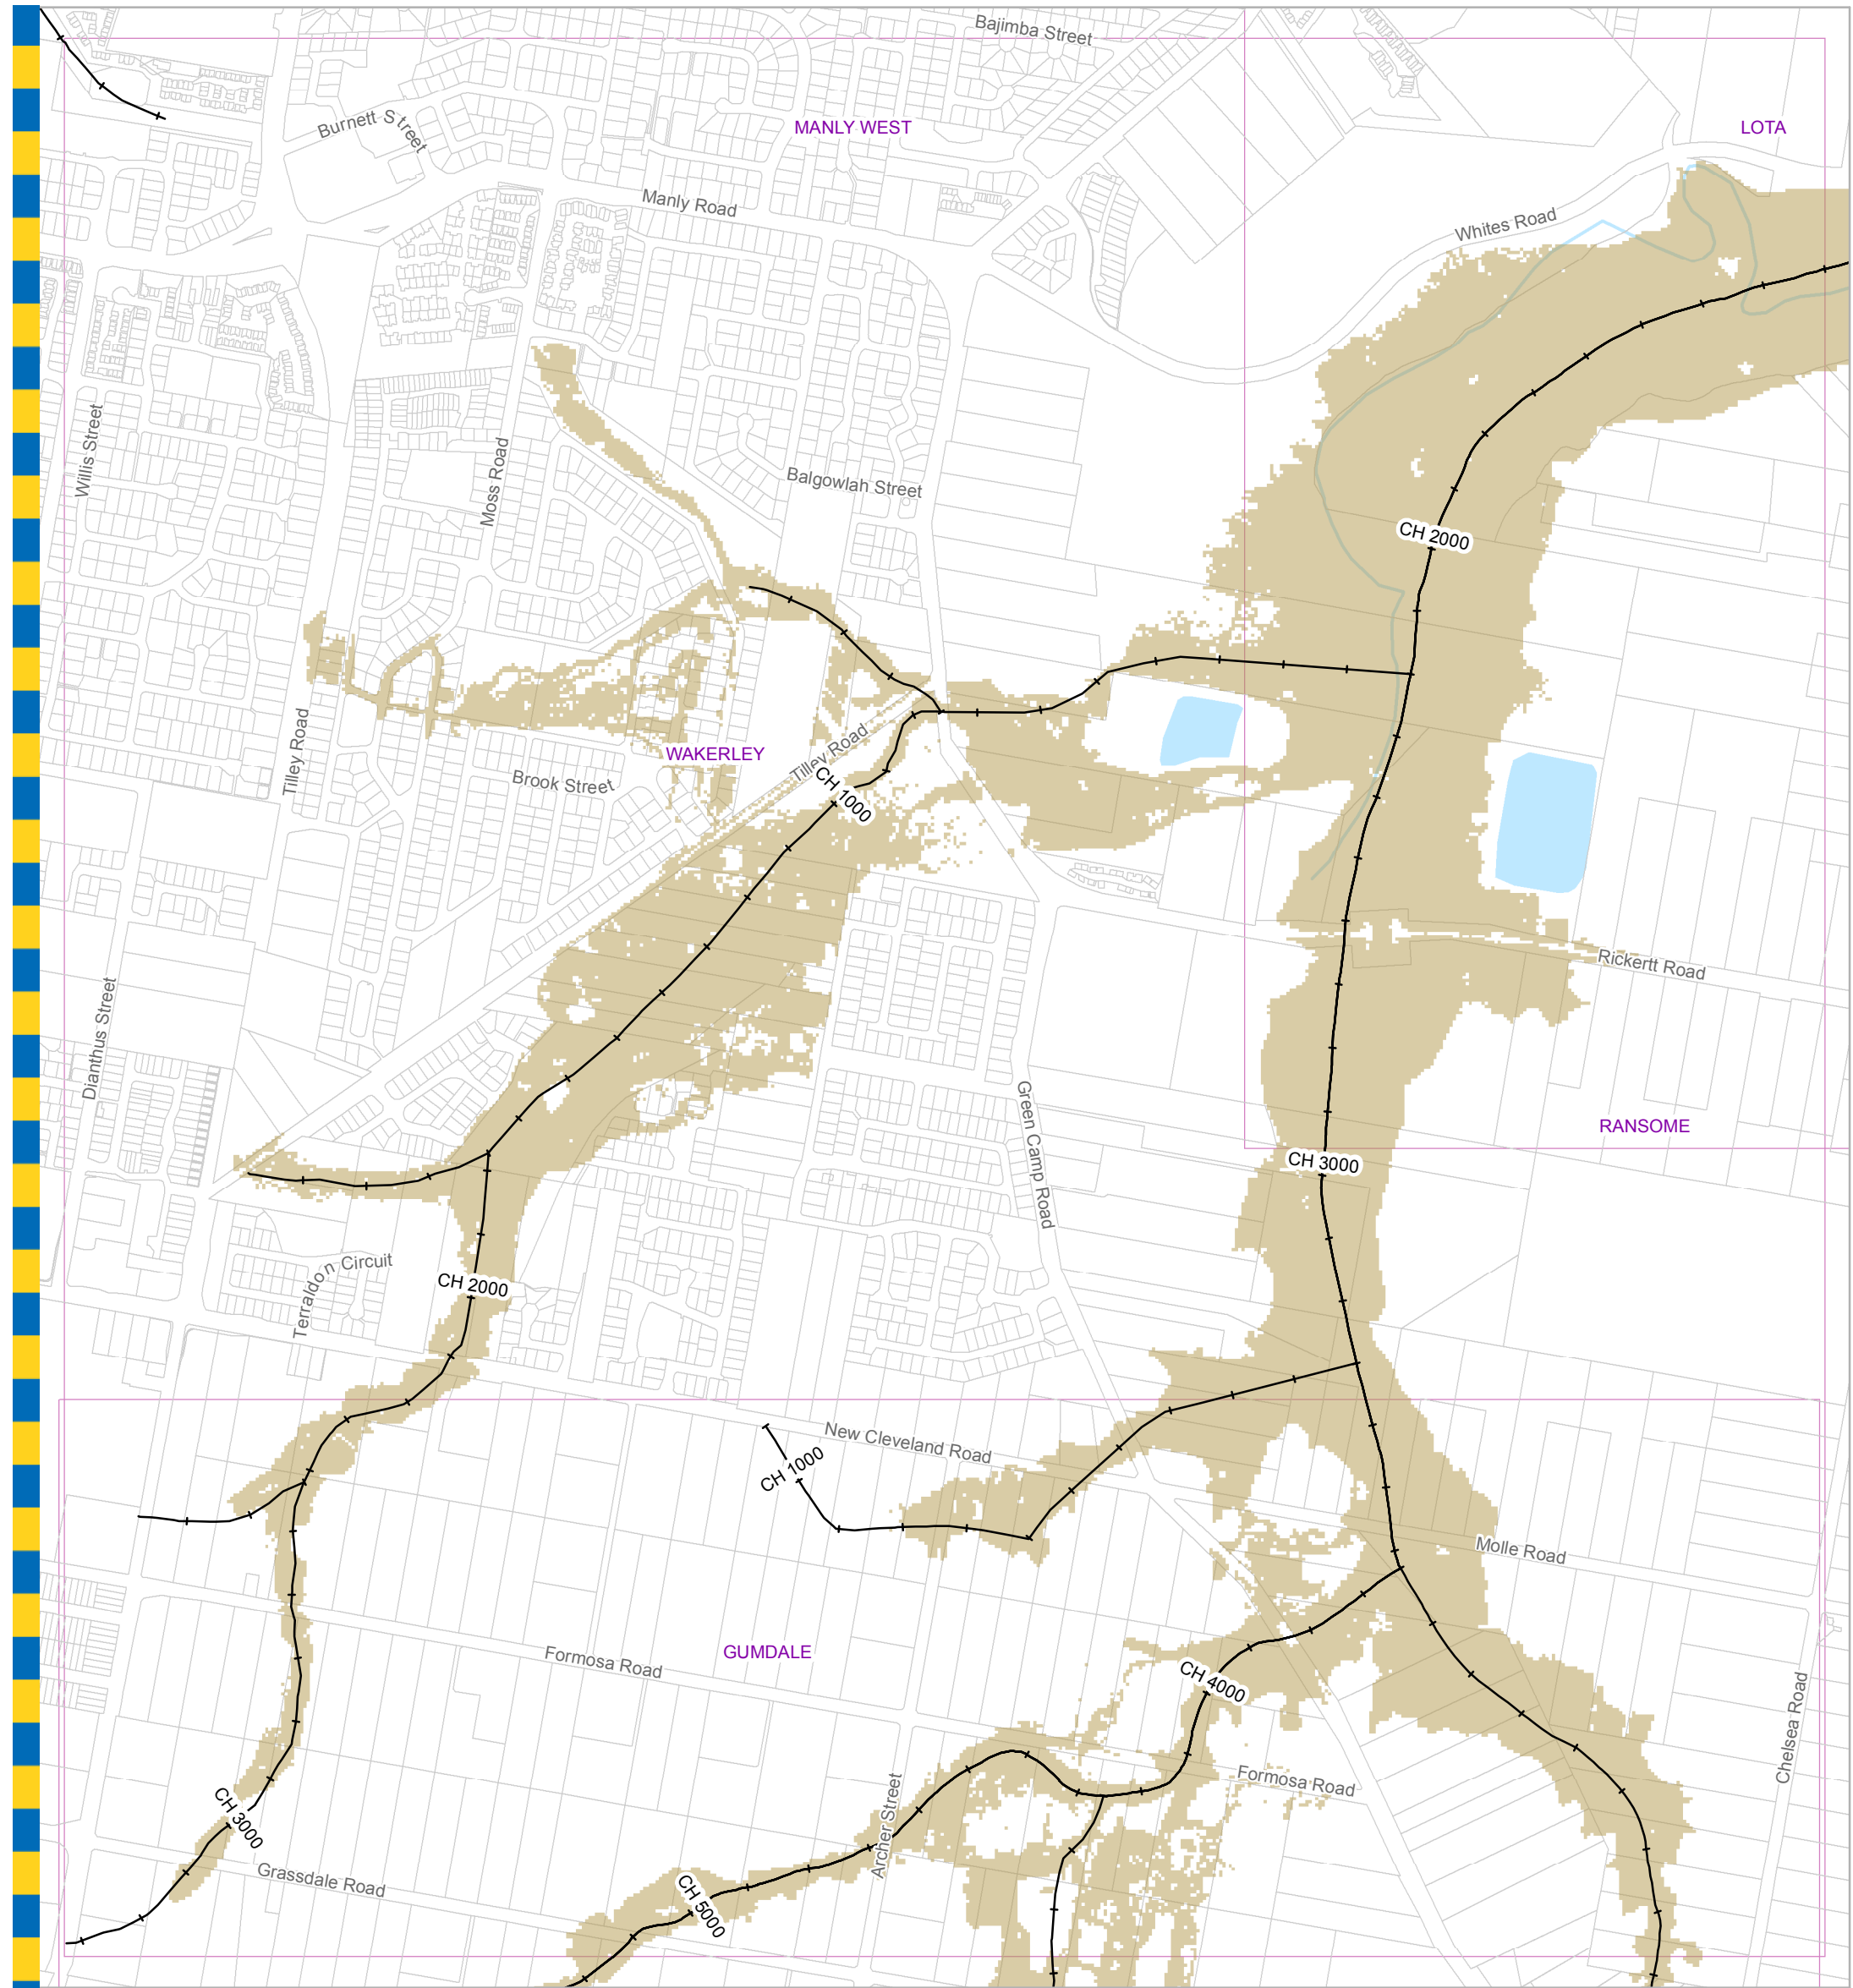 Bajimba Street
Burnett Street
MANLY WEST
LOTA
Manly Road
Whites Road
Willis Street
Moss Road
Balgowlah Street
CH 2000
Tilley Road
WAKERLEY
Tilley Road
Brook Street
CH 1000
Rickertt Road
Dianthus Street
Green Camp Road
RANSOME
CH 3000
Terraldon Circuit
CH 2000
New Cleveland Road
CH 1000
Molle Road
Formosa Road
GUMDALE
CH 4000
Chelsea Road
Formosa Road
Archer Street
CH 3000
Grassdale Road
CH 5000